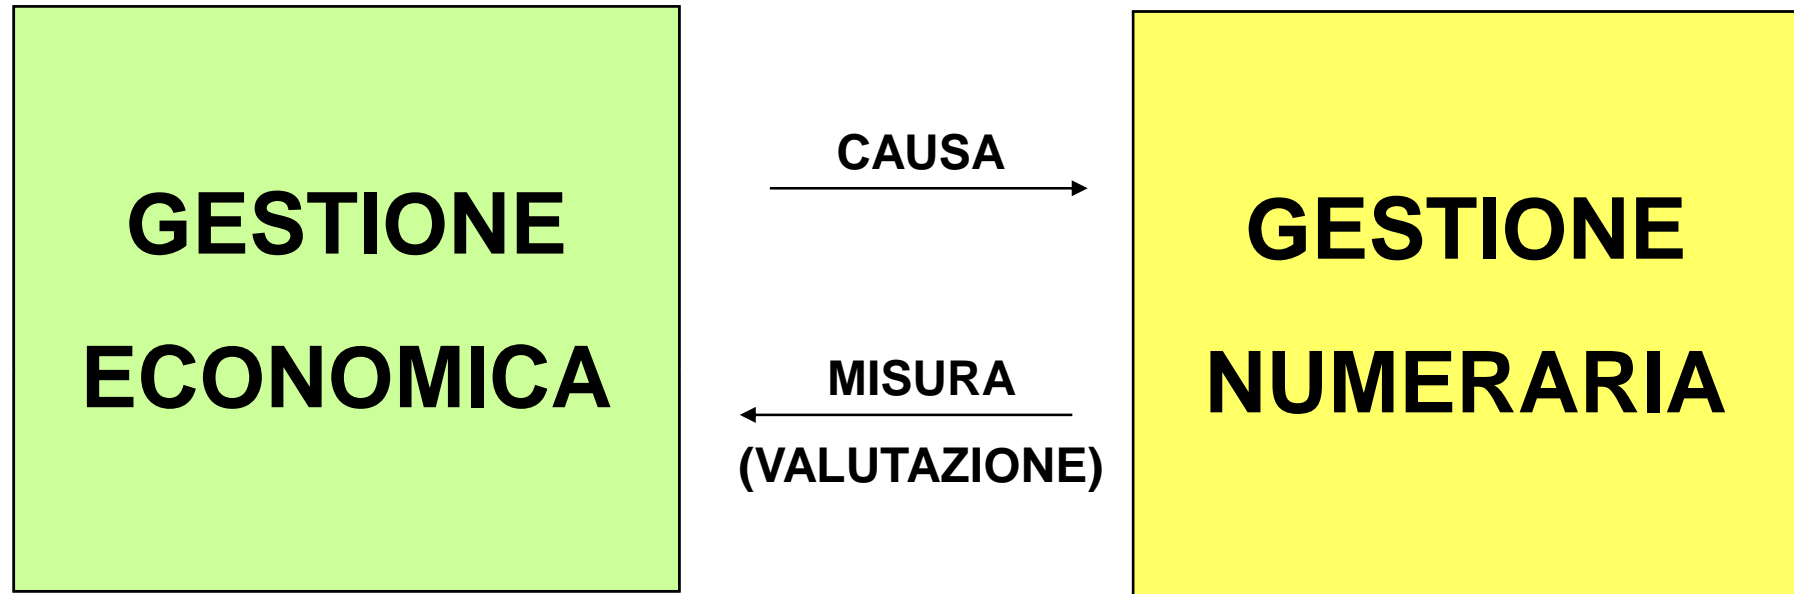 GESTIONE
ECONOMICA
CAUSA
MISURA
(VALUTAZIONE)
GESTIONE
NUMERARIA